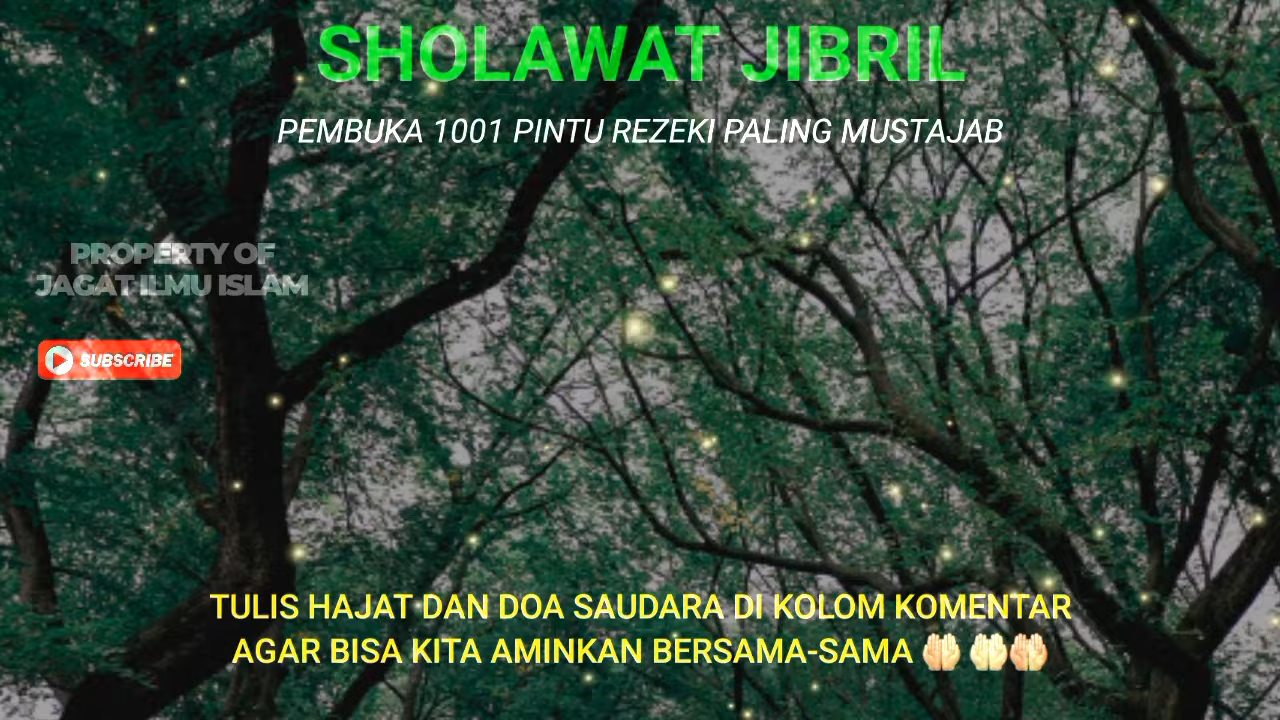 SHOLAWAT JIBRIL
PEMBUKA 1001 PINTU REZEKI PALING MUSTAJAB
PROPERTY OF
JAGAT ILMU ISLAM
SUBSCRIBE
TULIS HAJAT DAN DOA SAUDARA DI KOLOM KOMENTAR
AGAR BISA KITA AMINKAN BERSAMA-SAMA 🤲🏻 🤲🏻🤲🏻